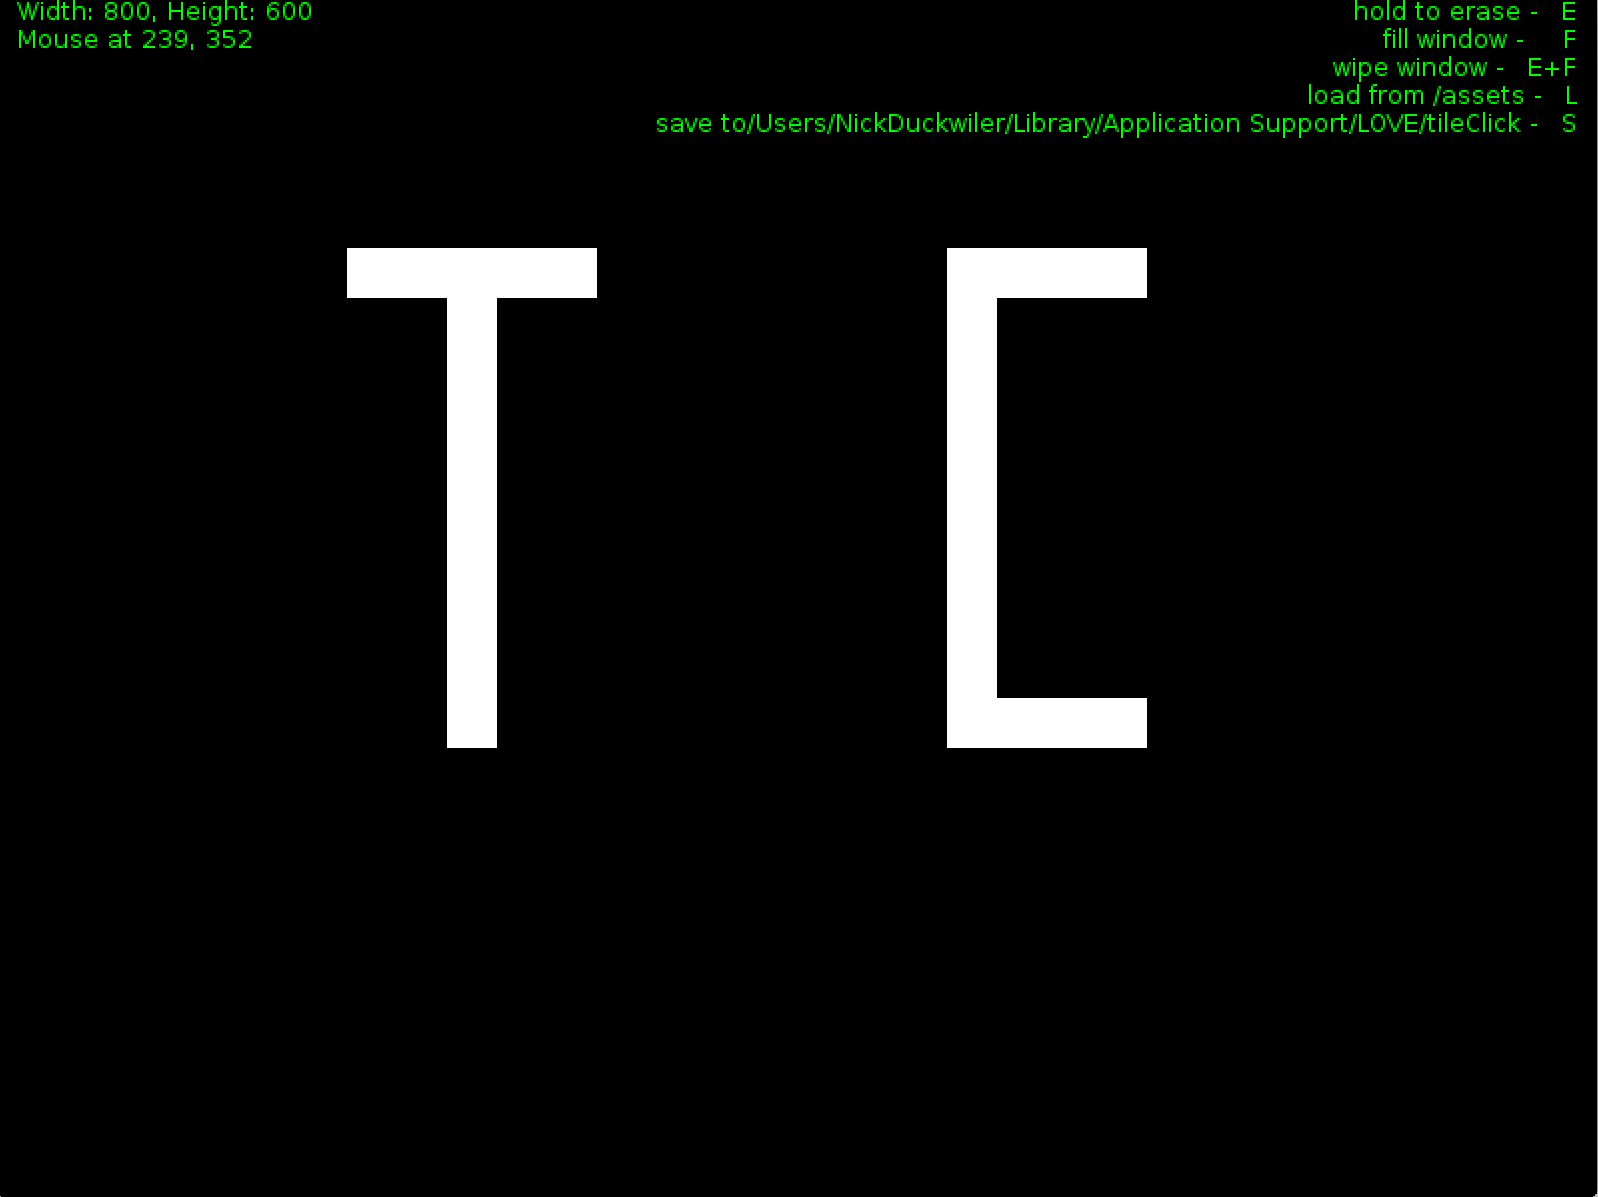 Width: 800, Height: 600
Mouse at 239, 352
hold to erase - E
fill window - F
wipe window - E+F
load from /assets - L
save to/Users/NickDuckwiler/Library/Application Support/LOVE/tileClick - S
T C